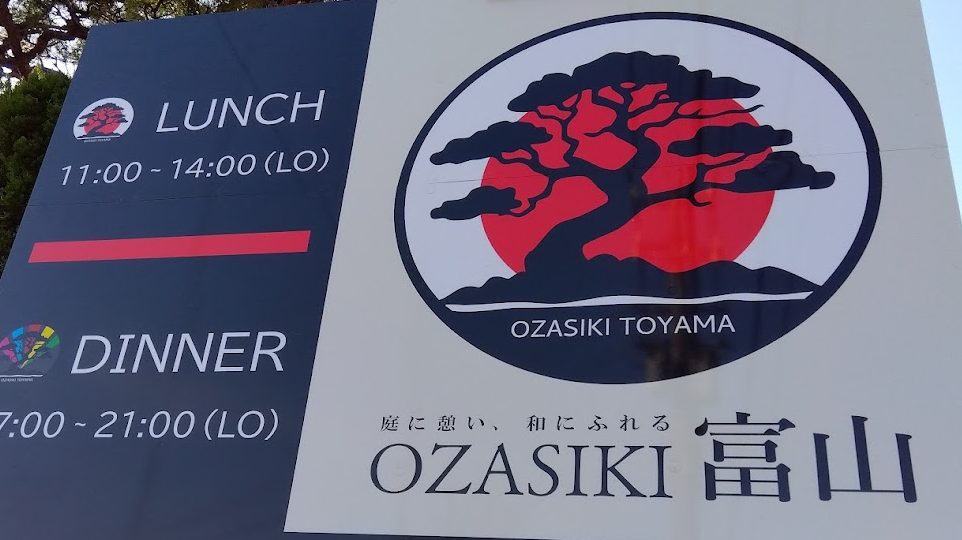 LUNCH
11:00 ~ 14:00 (LO)
DINNER
7:00 ~ 21:00 (LO)
OZASIKI TOYAMA
庭に憩い、和にふれる
OZASIKI 富山